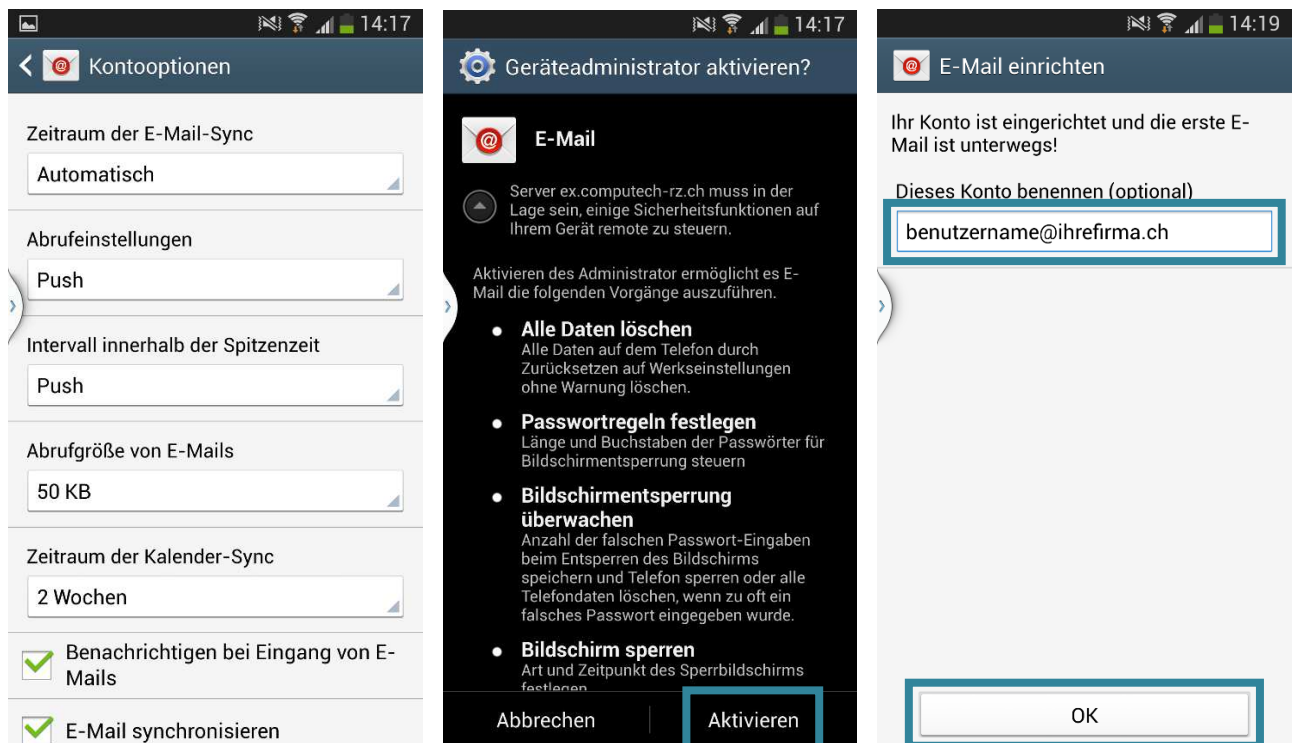 14:17
Kontooptionen
Zeitraum der E-Mail-Sync
Automatisch
Abrufeinstellungen
Push
Intervall innerhalb der Spitzenzeit
Push
Abrufgröße von E-Mails
50 KB
Zeitraum der Kalender-Sync
2 Wochen
Benachrichtigen bei Eingang von E-
Mails
E-Mail synchronisieren
14:17
Geräteadministrator aktivieren?
E-Mail
Server ex.computech-rz.ch muss in der
Lage sein, einige Sicherheitsfunktionen auf
Ihrem Gerät remote zu steuern.
Aktivieren des Administrator ermöglicht es E-
Mail die folgenden Vorgänge auszuführen.
• Alle Daten löschen
Alle Daten auf dem Telefon durch
Zurücksetzen auf Werkseinstellungen
ohne Warnung löschen.
• Passwortregeln festlegen
Länge und Buchstaben der Passwörter für
Bildschirmentsperrung steuern
• Bildschirmentsperrung
überwachen
Anzahl der falschen Passwort-Eingaben
beim Entsperren des Bildschirms
speichern und Telefon sperren oder alle
Telefondaten löschen, wenn zu oft ein
falsches Passwort eingegeben wurde.
• Bildschirm sperren
Art und Zeitpunkt des Sperrbildschirms
festlegen
Abbrechen
Aktivieren
14:19
E-Mail einrichten
Ihr Konto ist eingerichtet und die erste E-
Mail ist unterwegs!
Dieses Konto benennen (optional)
benutzername@ihrefirma.ch
OK